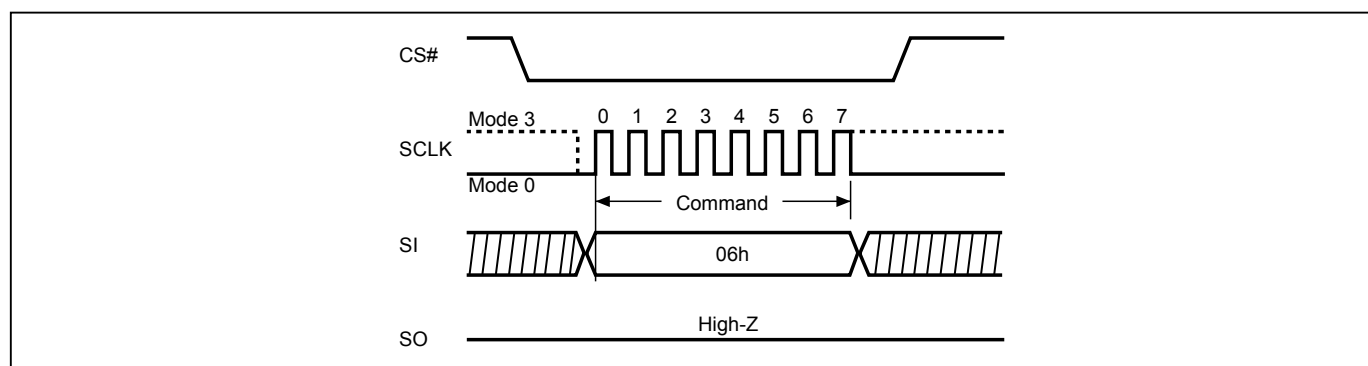 CS#
Mode 3
0 1 2 3 4 5 6 7
SCLK
Mode 0
Command
SI
06h
High-Z
SO